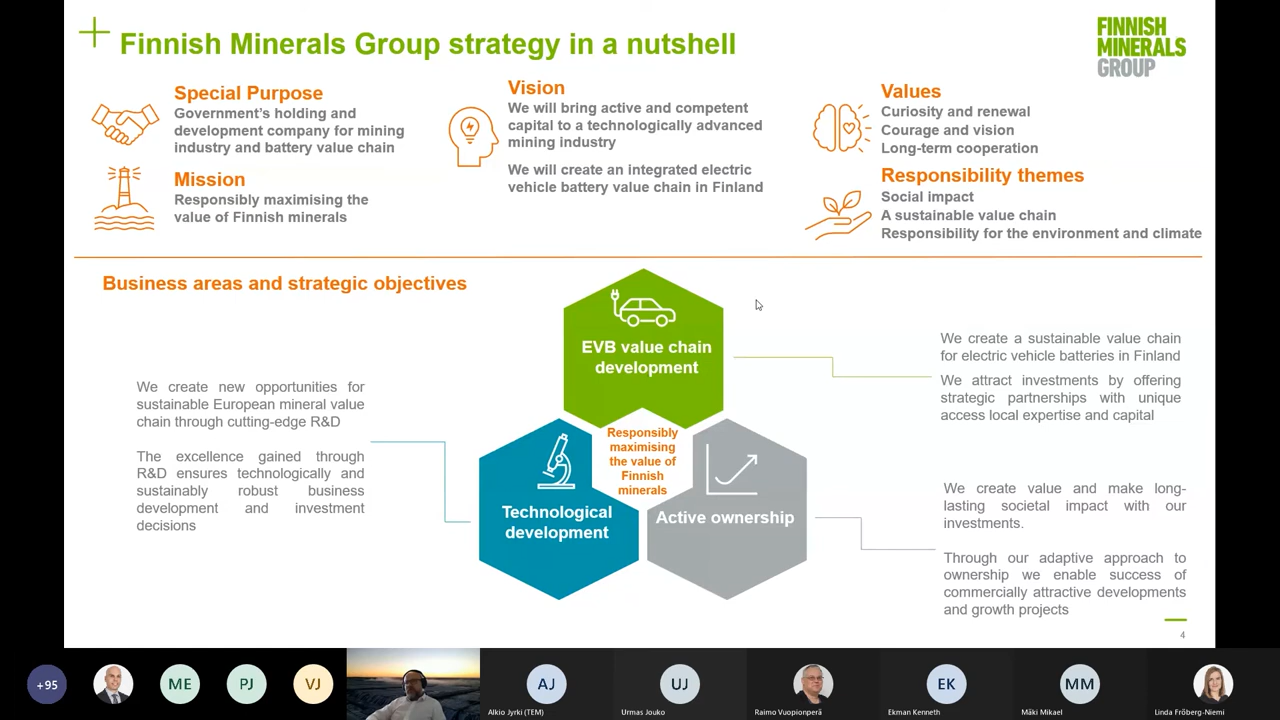 Finnish Minerals Group strategy in a nutshell
FINNISH
MINERALS
GROUP
Special Purpose
Government's holding and
development company for mining
industry and battery value chain
Mission
Responsibly maximising the
value of Finnish minerals
Vision
We will bring active and competent
capital to a technologically advanced
mining industry
We will create an integrated electric
vehicle battery value chain in Finland
Values
Curiosity and renewal
Courage and vision
Long-term cooperation
Responsibility themes
Social impact
A sustainable value chain
Responsibility for the environment and climate
Business areas and strategic objectives
We create new opportunities for
sustainable European mineral value
chain through cutting-edge R&D
The excellence gained through
R&D ensures technologically and
sustainably robust business
development and investment
decisions
EVB value chain
development
Responsibly
maximising
the value of
Finnish
minerals
Technological
development
Active ownership
We create a sustainable value chain
for electric vehicle batteries in Finland
We attract investments by offering
strategic partnerships with unique
access local expertise and capital
We create value and make long-
lasting societal impact with our
investments.
Through our adaptive approach to
ownership we enable success of
commercially attractive developments
and growth projects
4
+95
ME
PJ
VJ
AJ
Alkio Jyrki (TEM)
UJ
Urmas Jouko
Raimo Vuopionperä
EK
Ekman Kenneth
MM
Mäki Mikael
Linda Fröberg-Niemi